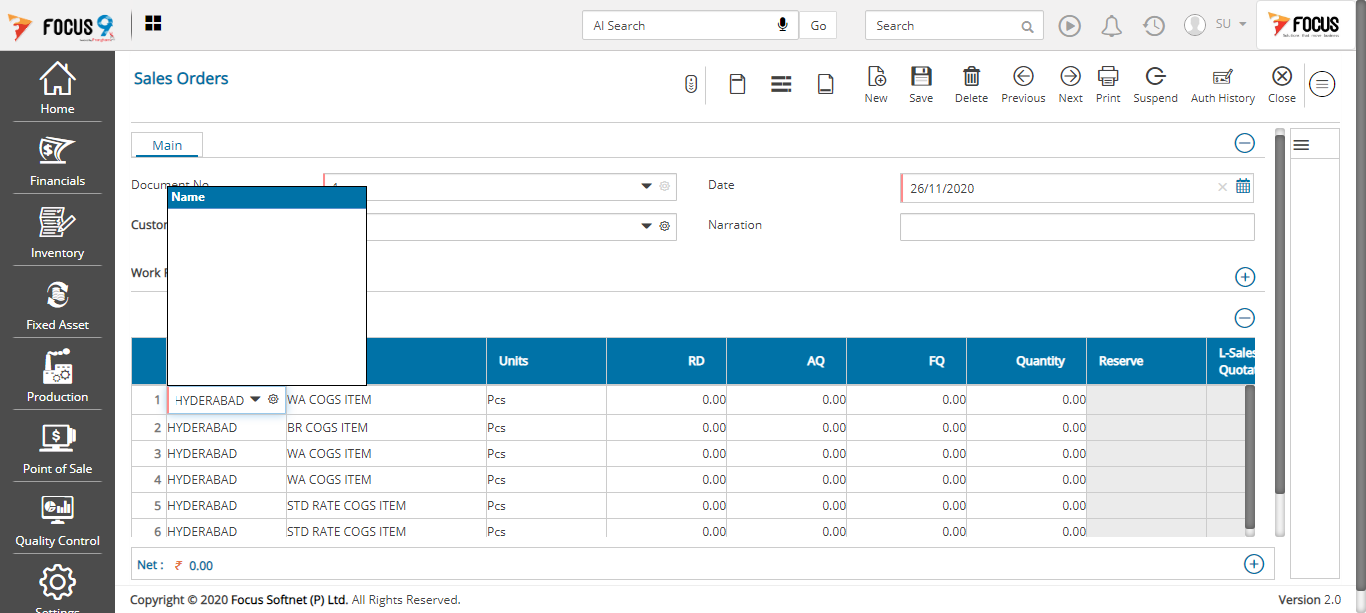 FOCUS 9
AI Search
Go
Search
SU
FOCUS
Sales Orders
New
Save
Delete
Previous
Next
Print
Suspend
Auth History
Close
Home
Financials
Inventory
Fixed Asset
Production
Point of Sale
Quality Control
Settings
Main
Document No
Date
26/11/2020
Name
Custor
Narration
Work
Units
RD
AQ
FQ
Quantity
Reserve
L-Sales
Quotat
1 HYDERABAD WA COGS ITEM Pcs 0.00 0.00 0.00 0.00
2 HYDERABAD BR COGS ITEM Pcs 0.00 0.00 0.00 0.00
3 HYDERABAD WA COGS ITEM Pcs 0.00 0.00 0.00 0.00
4 HYDERABAD WA COGS ITEM Pcs 0.00 0.00 0.00 0.00
5 HYDERABAD STD RATE COGS ITEM Pcs 0.00 0.00 0.00 0.00
6 HYDERABAD STD RATE COGS ITEM Pcs 0.00 0.00 0.00 0.00
Net : ₹ 0.00
Copyright © 2020 Focus Softnet (P) Ltd. All Rights Reserved.
Version 2.0